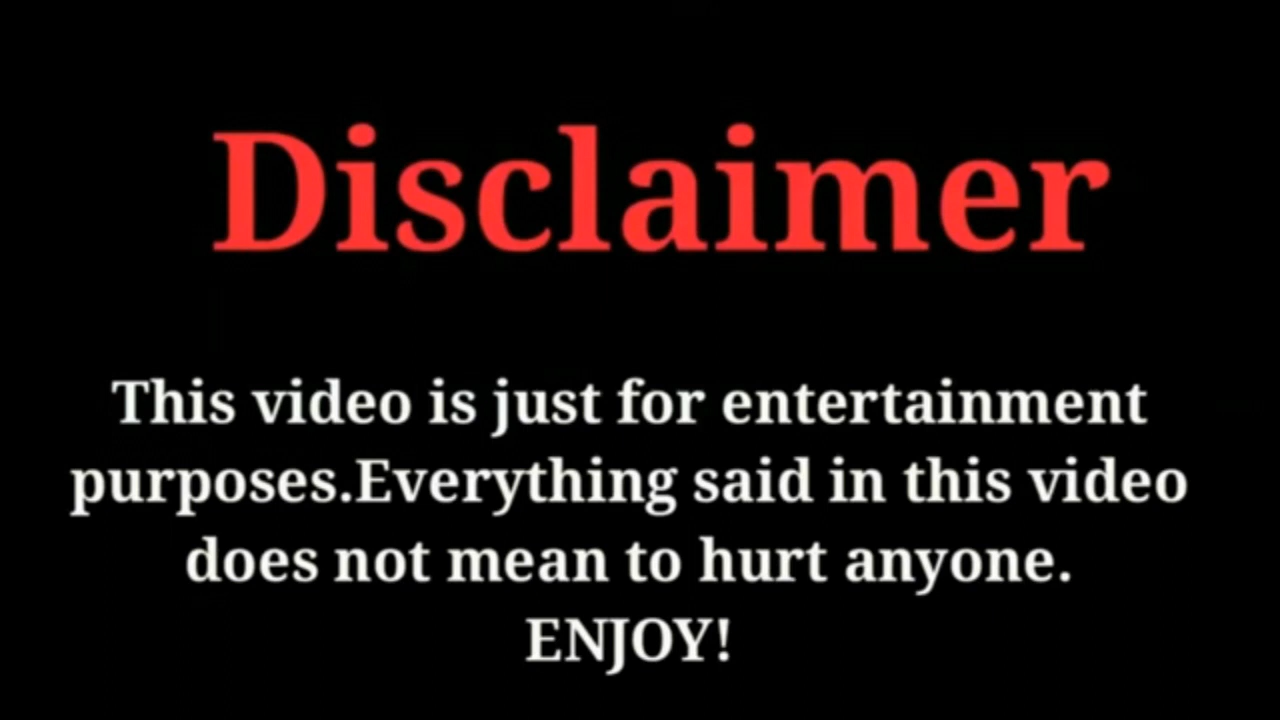 Disclaimer
This video is just for entertainment
purposes.Everything said in this video
does not mean to hurt anyone.
ENJOY!